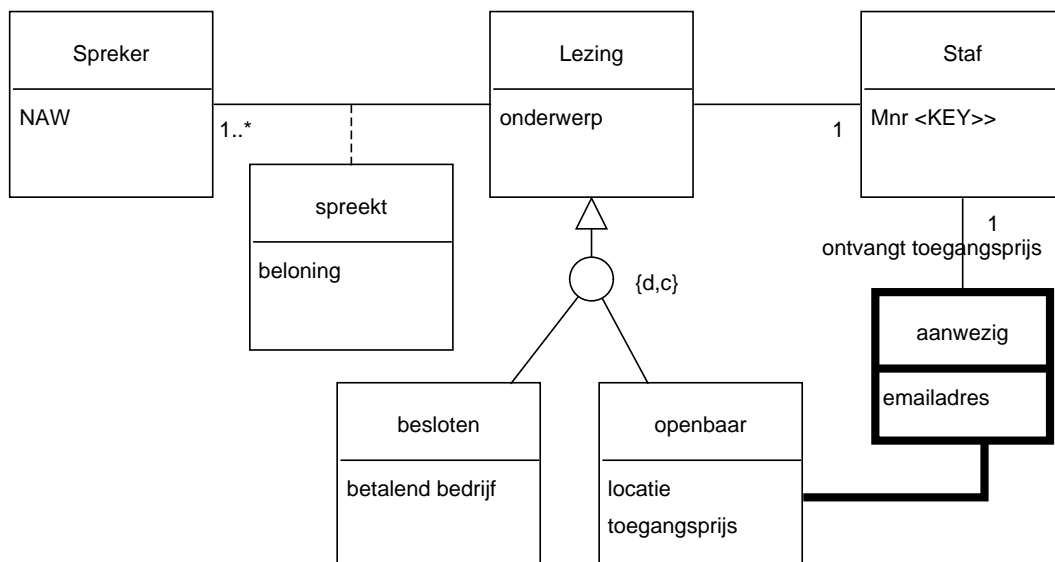 Spreker
Lezing
Staf
NAW
onderwerp
Mnr <KEY>>
1..*
1
spreekt
1
ontvangt toegangsprijs
beloning
{d,c}
aanwezig
emailadres
besloten
openbaar
betalend bedrijf
locatie
toegangsprijs